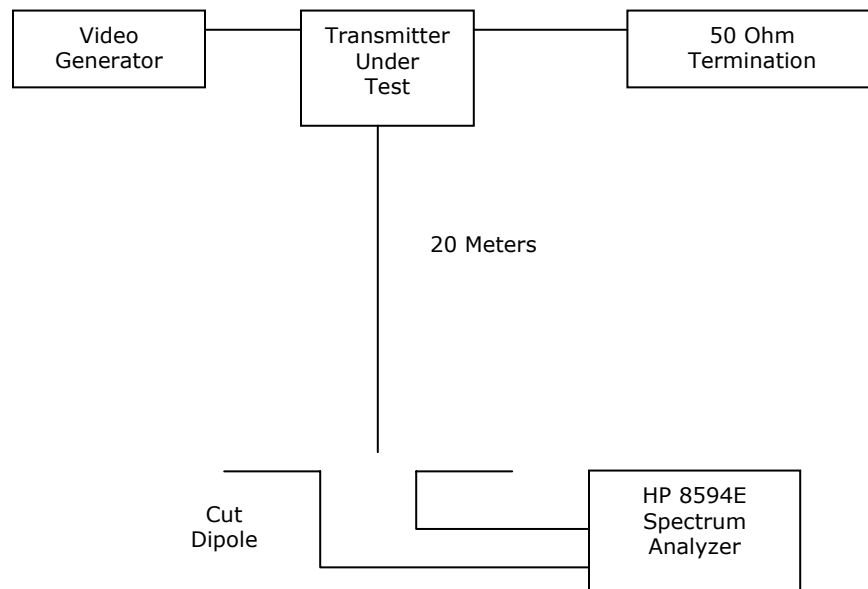 Video
Generator
Transmitter
Under
Test
50 Ohm
Termination
20 Meters
Cut
Dipole
HP 8594E
Spectrum
Analyzer